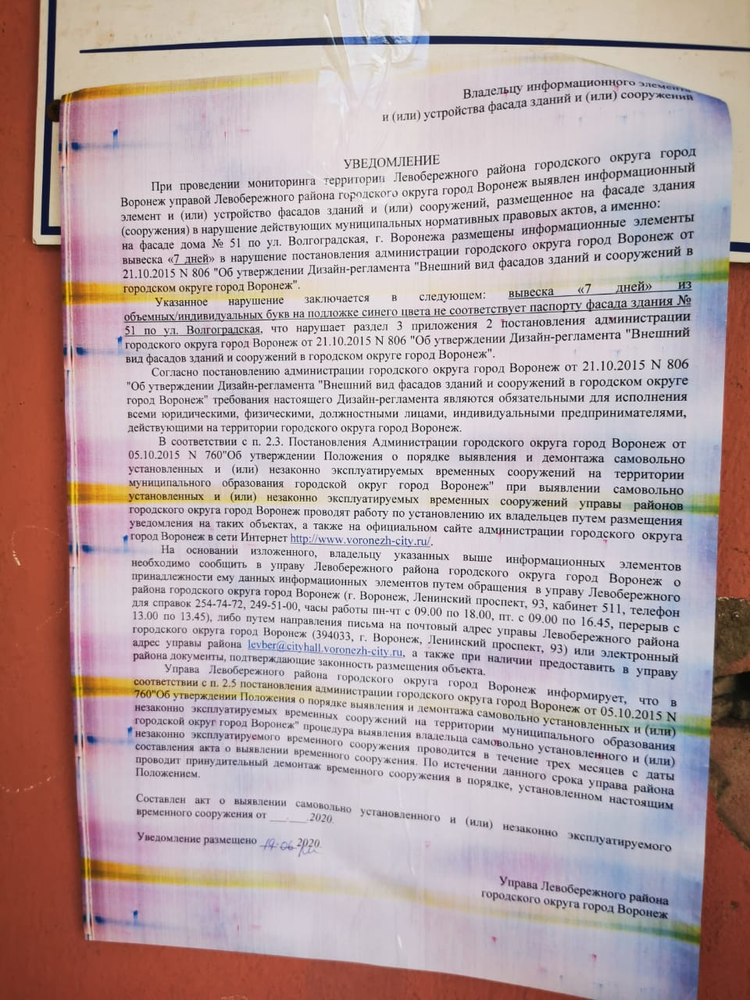 Владельцу информационного элемента
и (или) устройства фасада зданий и (или) сооружений
УВЕДОМЛЕНИЕ
При проведении мониторинга территории Левобережного района городского округа город
Воронеж управой Левобережного района городского округа город Воронеж выявлен информационный
элемент и (или) устройство фасадов зданий и (или) сооружений, размещенное на фасаде здания
(сооружения) в нарушение действующих муниципальных нормативных правовых актов, а именно:
на фасаде дома № 51 по ул. Волгоградская, г. Воронежа размещены информационные элементы
вывеска «7 дней» в нарушение постановления администрации городского округа город Воронеж от
21.10.2015 N 806 "Об утверждении Дизайн-регламента "Внешний вид фасадов зданий и сооружений в
городском округе город Воронеж".
Указанное нарушение заключается в следующем: вывеска «7 дней» из
объемных/индивидуальных букв на подложке синего цвета не соответствует паспорту фасада здания №
51 по ул. Волгоградская, что нарушает раздел 3 приложения 2 постановления администрации
городского округа город Воронеж от 21.10.2015 N 806 "Об утверждении Дизайн-регламента "Внешний
вид фасадов зданий и сооружений в городском округе город Воронеж".
Согласно постановлению администрации городского округа город Воронеж от 21.10.2015 N 806
"Об утверждении Дизайн-регламента "Внешний вид фасадов зданий и сооружений в городском округе
город Воронеж" требования настоящего Дизайн-регламента являются обязательными для исполнения
всеми юридическими, физическими, должностными лицами, индивидуальными предпринимателями,
действующими на территории городского округа город Воронеж.
В соответствии с п. 2.3. Постановления Администрации городского округа город Воронеж от
05.10.2015 N 760"Об утверждении Положения о порядке выявления и демонтажа самовольно
установленных и (или) незаконно эксплуатируемых временных сооружений на территории
муниципального образования городской округ город Воронеж" при выявлении самовольно
установленных и (или) незаконно эксплуатируемых временных сооружений управы районов
городского округа город Воронеж проводят работу по установлению их владельцев путем размещения
уведомления на таких объектах, а также на официальном сайте администрации городского округа
город Воронеж в сети Интернет http://www.voronezh-city.ru/.
На основании изложенного, владельцу указанных выше информационных элементов
необходимо сообщить в управу Левобережного района городского округа город Воронеж о
принадлежности ему данных информационных элементов путем обращения в управу Левобережного
района городского округа город Воронеж (г. Воронеж, Ленинский проспект, 93, кабинет 511, телефон
для справок 254-74-72, 249-51-00, часы работы пн-чт с 09.00 по 18.00, пт. с 09.00 по 16.45, перерыв с
13.00 по 13.45), либо путем направления письма на почтовый адрес управы Левобережного района
городского округа город Воронеж (394033, г. Воронеж, Ленинский проспект, 93) или электронный
адрес управы района levber@cityhall.voronezh-city.ru, а также при наличии предоставить в управу
района документы, подтверждающие законность размещения объекта.
Управа Левобережного района городского округа город Воронеж информирует, что в
соответствии с п. 2.5 постановления администрации городского округа город Воронеж от 05.10.2015 N
760"Об утверждении Положения о порядке выявления и демонтажа самовольно установленных и (или)
незаконно эксплуатируемых временных сооружений на территории муниципального образования
городской округ город Воронеж" процедура выявления владельца самовольно установленного и (или)
незаконно эксплуатируемого временного сооружения проводится в течение трех месяцев с даты
составления акта о выявлении временного сооружения. По истечении данного срока управа района
проводит принудительный демонтаж временного сооружения в порядке, установленном настоящим
Положением.
Составлен акт о выявлении самовольно установленного и (или) незаконно эксплуатируемого
временного сооружения от ___.___.2020.
Уведомление размещено 19.06.2020.
Управа Левобережного района
городского округа город Воронеж